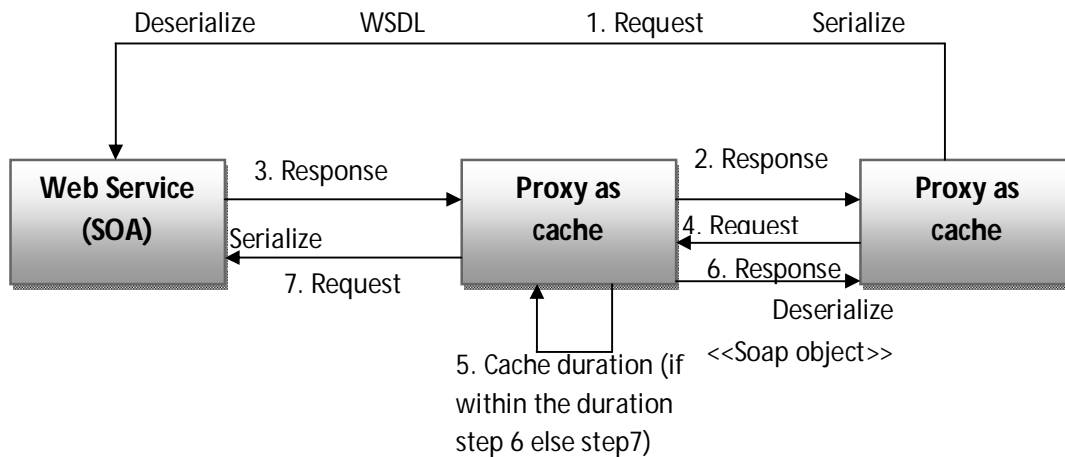 Deserialize WSDL 1. Request Serialize
Web Service
(SOA)
3. Response
Serialize
7. Request
Proxy as
cache
2. Response
4. Request
6. Response
Proxy as
cache
Deserialize
<<Soap object>>
5. Cache duration (if
within the duration
step 6 else step7)